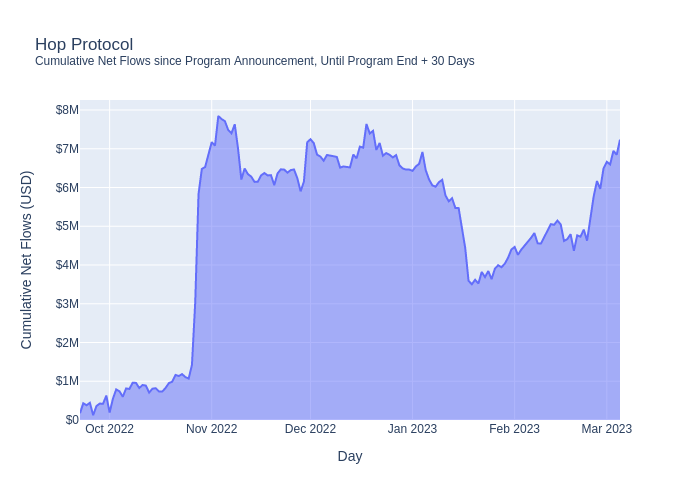 Hop Protocol
Cumulative Net Flows since Program Announcement, Until Program End + 30 Days
Cumulative Net Flows (USD)
$8M
$7M
$6M
$5M
$4M
$3M
$2M
$1M
$0
Oct 2022 Nov 2022 Dec 2022 Jan 2023 Feb 2023 Mar 2023
Day